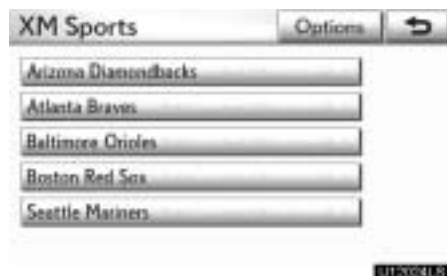 XM Sports
Options
Arizona Diamondbacks
Atlanta Braves
Baltimore Orioles
Boston Red Sox
Seattle Mariners